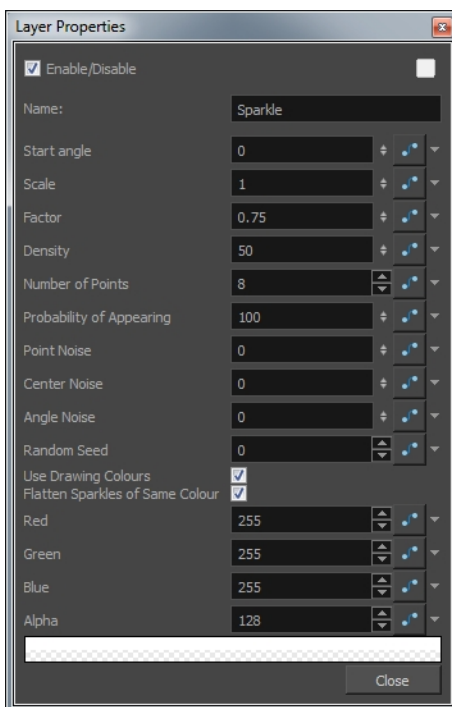 Layer Properties
Enable/Disable
Name: Sparkle
Start angle 0
Scale 1
Factor 0.75
Density 50
Number of Points 8
Probability of Appearing 100
Point Noise 0
Center Noise 0
Angle Noise 0
Random Seed 0
Use Drawing Colours
Flatten Sparkles of Same Colour
Red 255
Green 255
Blue 255
Alpha 128
Close